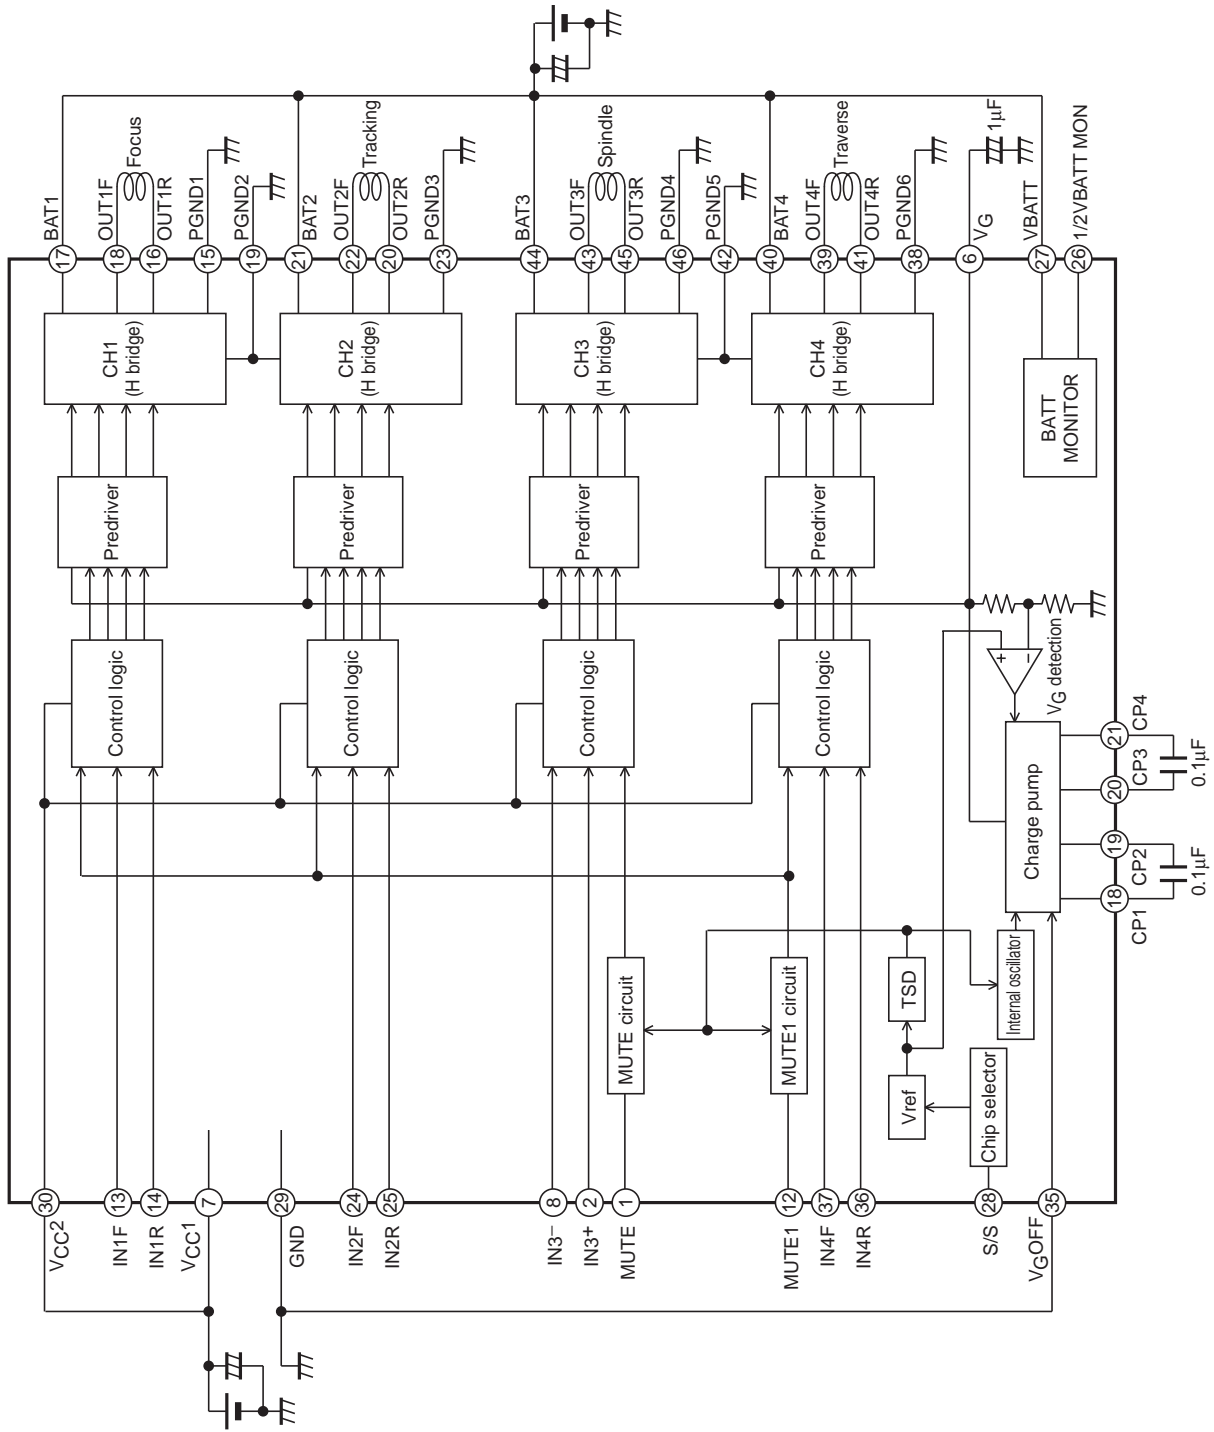 BAT1
OUT1F
Focus
OUT1R
PGND1
PGND2
BAT2
OUT2F
Tracking
OUT2R
PGND3
BAT3
OUT3F
Spindle
OUT3R
PGND4
PGND5
BAT4
OUT4F
Traverse
OUT4R
PGND6
VG
1μF
VBATT
1/2VBATT MON
17
18
16
15
19
21
22
20
23
44
43
45
46
42
40
39
41
38
6
27
26
CH1
(H bridge)
CH2
(H bridge)
CH3
(H bridge)
CH4
(H bridge)
BATT
MONITOR
Predriver
Predriver
Predriver
Predriver
Control logic
Control logic
Control logic
Control logic
+
−
VG detection
Charge pump
21
CP4
20
CP3
0.1μF
19
CP2
18
CP1
0.1μF
MUTE circuit
MUTE1 circuit
TSD
Internal oscillator
Vref
Chip selector
30
13
14
7
29
24
25
8
2
1
12
37
36
28
35
VCC2
IN1F
IN1R
VCC1
GND
IN2F
IN2R
IN3−
IN3+
MUTE
MUTE1
IN4F
IN4R
S/S
VGOFF